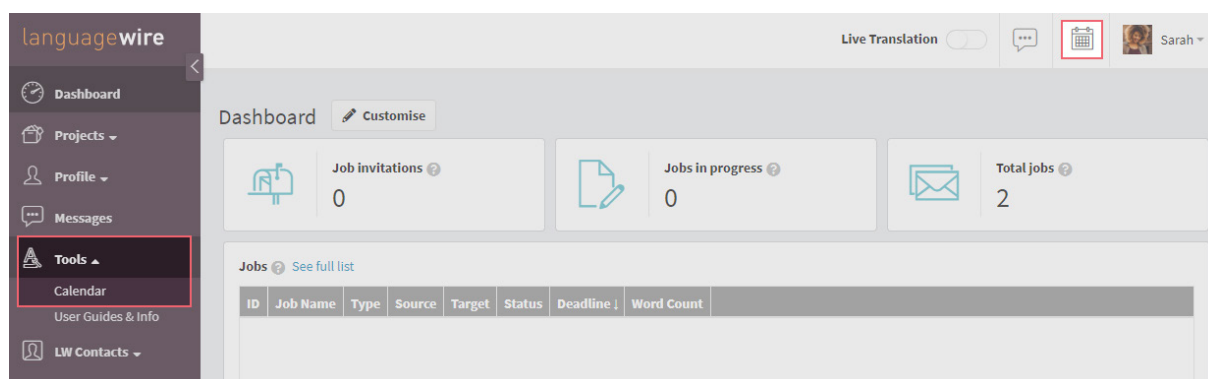 languagewire
Live Translation
Sarah
Dashboard
Projects
Profile
Messages
Tools
Calendar
User Guides & Info
LW Contacts
Dashboard
Customise
Job invitations ?
0
Jobs in progress ?
0
Total jobs ?
2
Jobs ? See full list
ID Job Name Type Source Target Status Deadline↓ Word Count